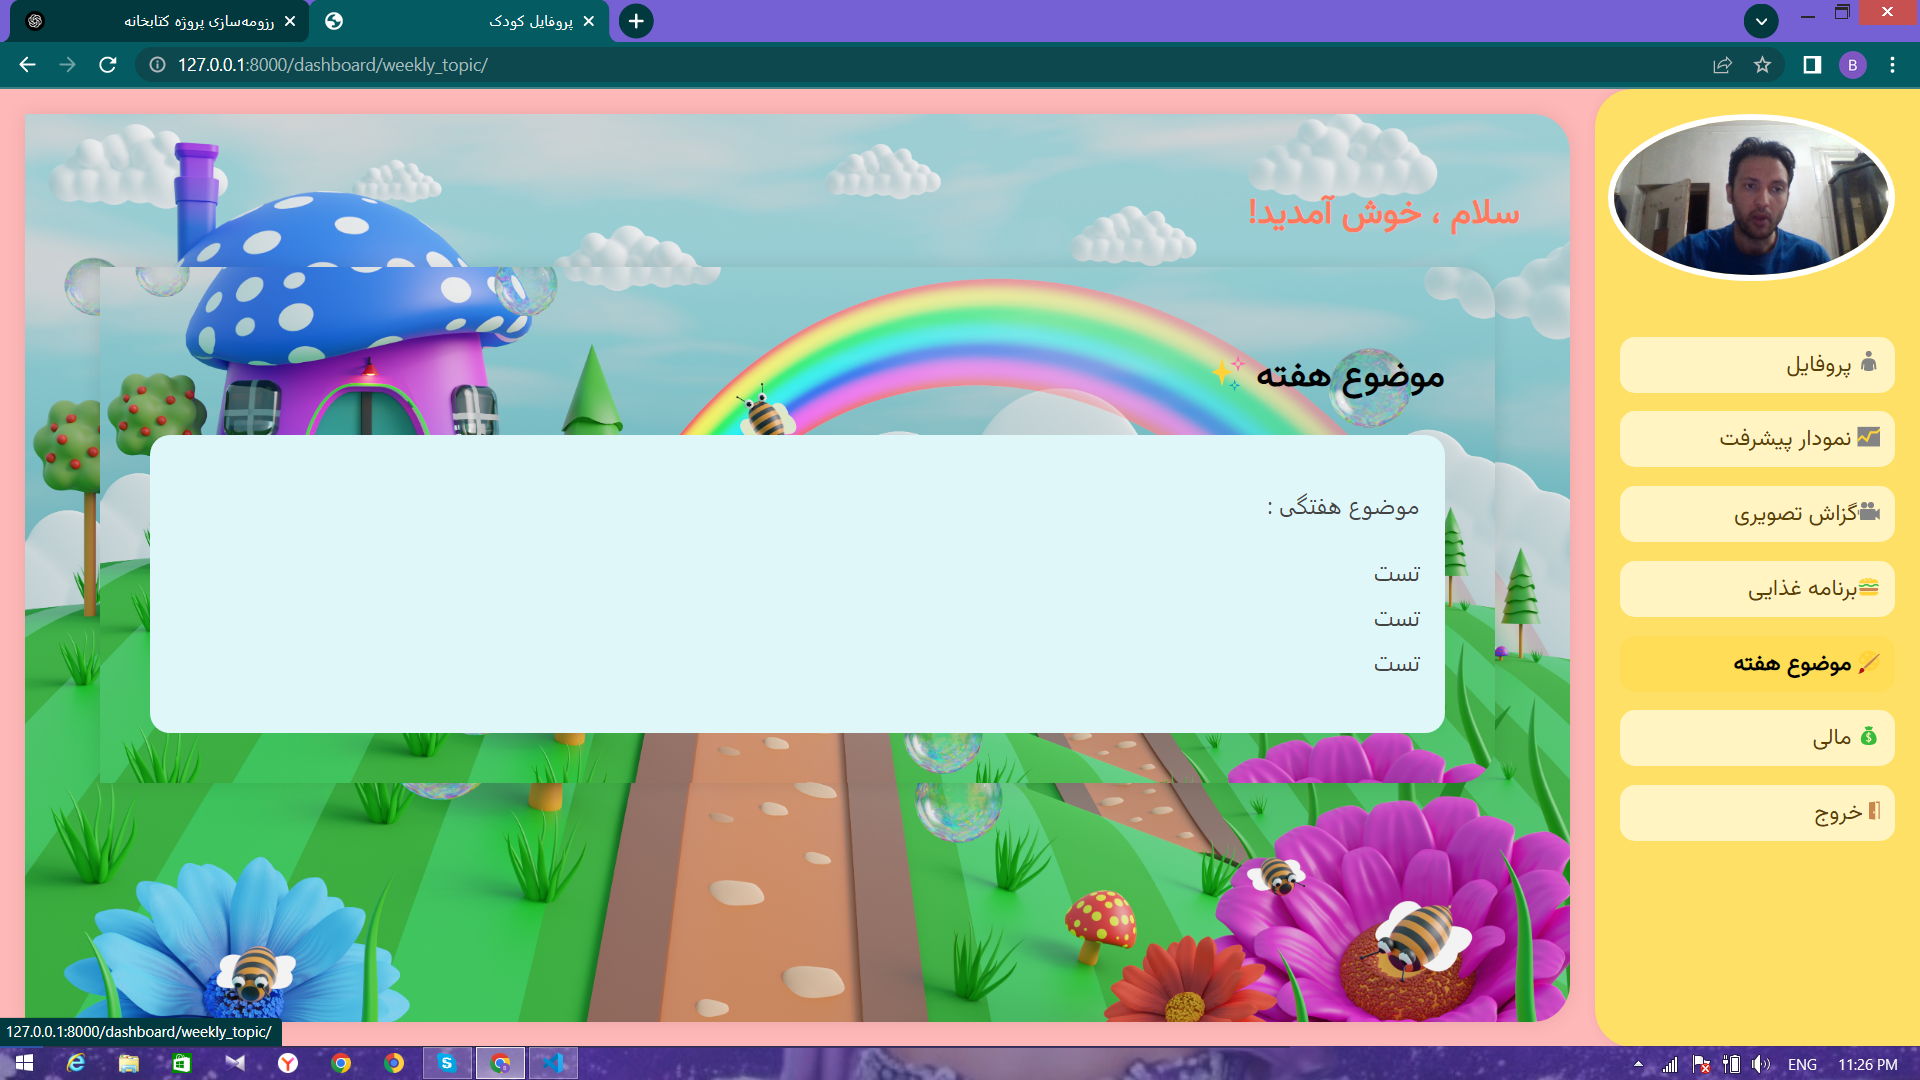 رزومه‌سازی پروژه کتابخانه
پروفایل کودک
127.0.0.1:8000/dashboard/weekly_topic/
B
سلام ، خوش آمدید!
موضوع هفته ✨
موضوع هفتگی :
تست
تست
تست
پروفایل
نمودار پیشرفت
گزاش تصویری
برنامه غذایی
موضوع هفته
مالی
خروج
127.0.0.1:8000/dashboard/weekly_topic/
ENG
11:26 PM